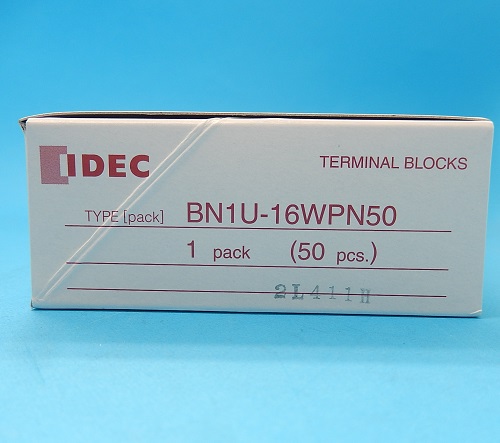 IDEC
TERMINAL BLOCKS
TYPE [pack] BN1U-16WPN50
1 pack (50 pcs.)
2L411H